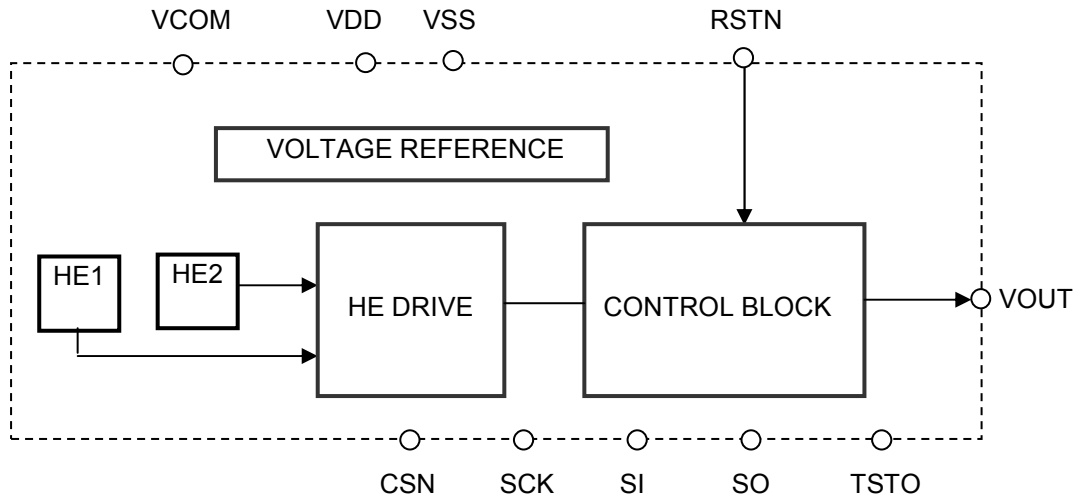 VCOM
VDD
VSS
RSTN
VOLTAGE REFERENCE
HE1
HE2
HE DRIVE
CONTROL BLOCK
VOUT
CSN
SCK
SI
SO
TSTO